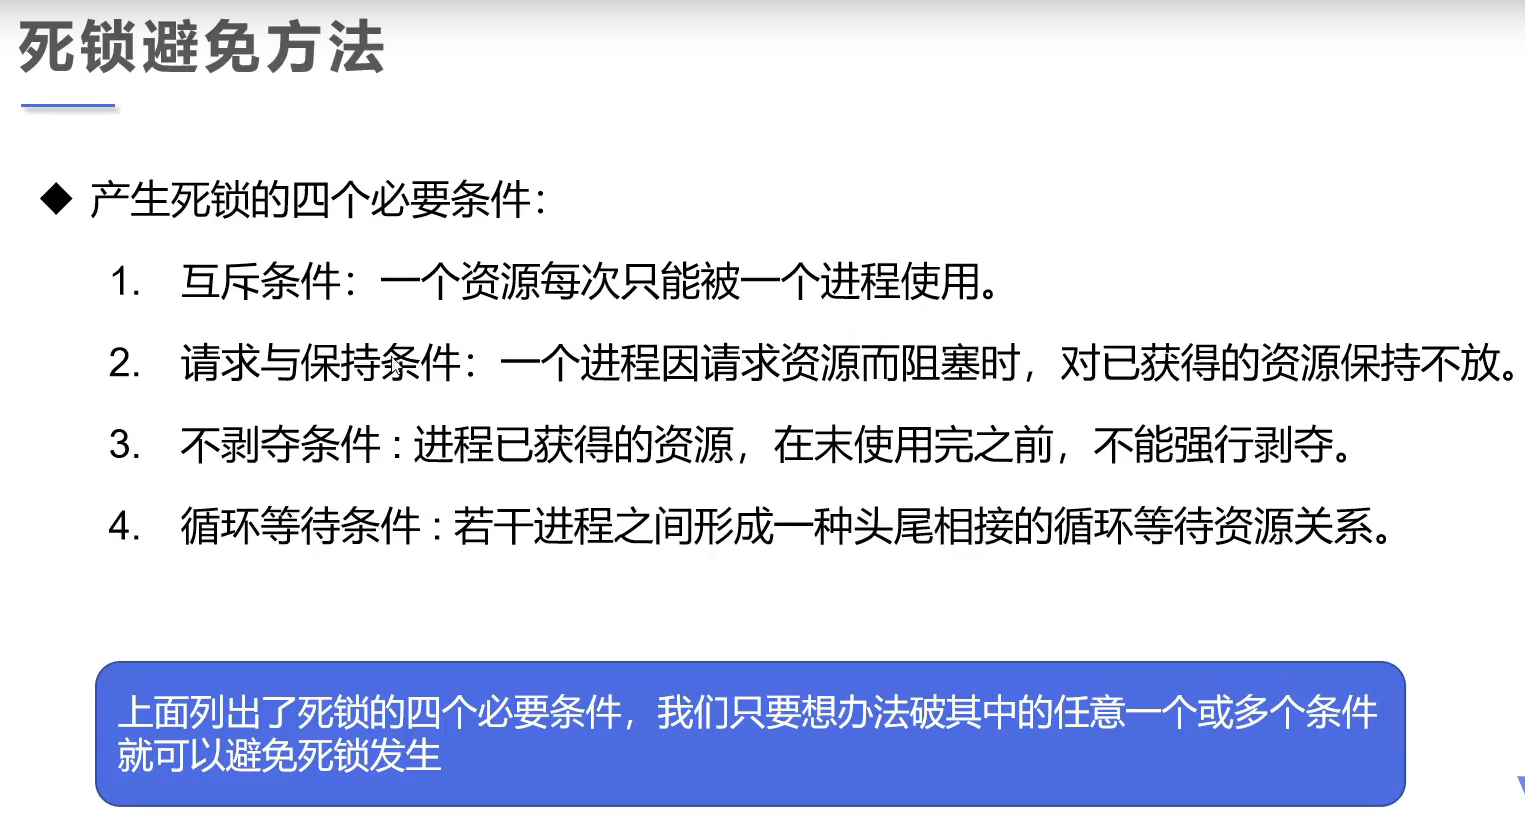 死锁避免方法
◆ 产生死锁的四个必要条件：
1. 互斥条件：一个资源每次只能被一个进程使用。
2. 请求与保持条件：一个进程因请求资源而阻塞时，对已获得的资源保持不放。
3. 不剥夺条件 : 进程已获得的资源，在末使用完之前，不能强行剥夺。
4. 循环等待条件 : 若干进程之间形成一种头尾相接的循环等待资源关系。
上面列出了死锁的四个必要条件，我们只要想办法破其中的任意一个或多个条件
就可以避免死锁发生